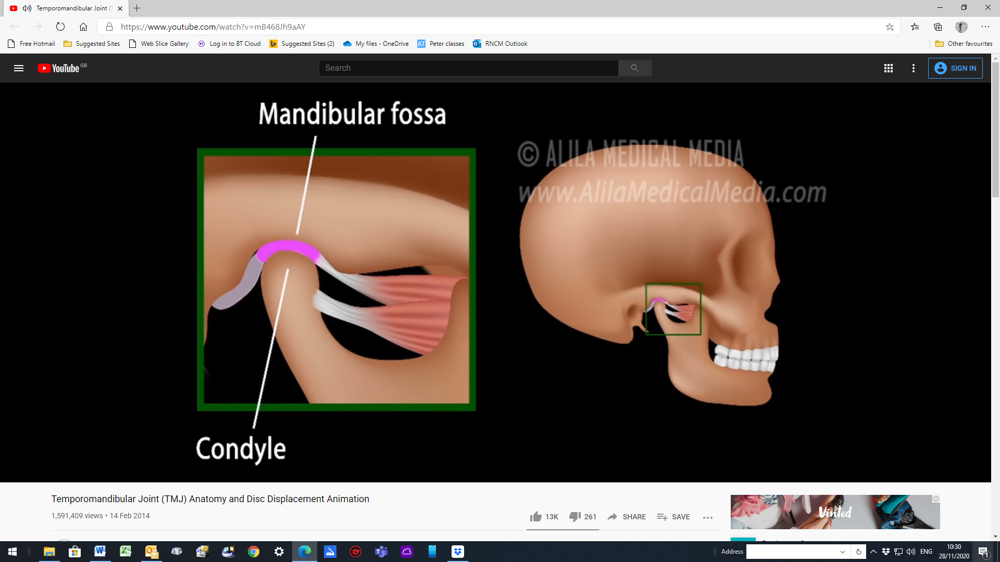 Temporomandibular Joint (T
https://www.youtube.com/watch?v=mB468Jh9aAY
Free Hotmail
Suggested Sites
Web Slice Gallery
BT
Log in to BT Cloud
Suggested Sites (2)
My files - OneDrive
AT
Peter classes
RNCM Outlook
Other favourites
YouTube GB
Search
SIGN IN
Mandibular fossa
© ALILA MEDICAL MEDIA
www.AlilaMedicalMedia.com
Condyle
Temporomandibular Joint (TMJ) Anatomy and Disc Displacement Animation
1,591,409 views • 14 Feb 2014
13K
261
SHARE
SAVE
Vinted
Address
ENG
10:30
28/11/2020
1